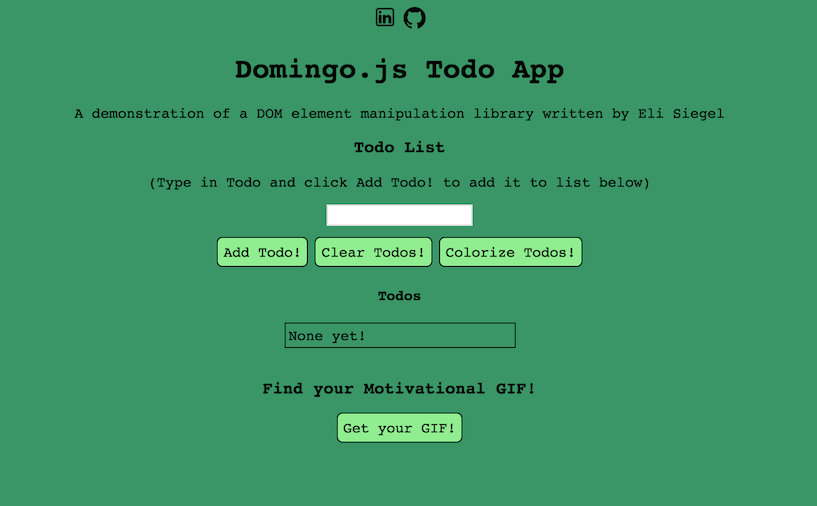 in
Domingo.js Todo App
A demonstration of a DOM element manipulation library written by Eli Siegel
Todo List
(Type in Todo and click Add Todo! to add it to list below)
Add Todo! Clear Todos! Colorize Todos!
Todos
None yet!
Find your Motivational GIF!
Get your GIF!